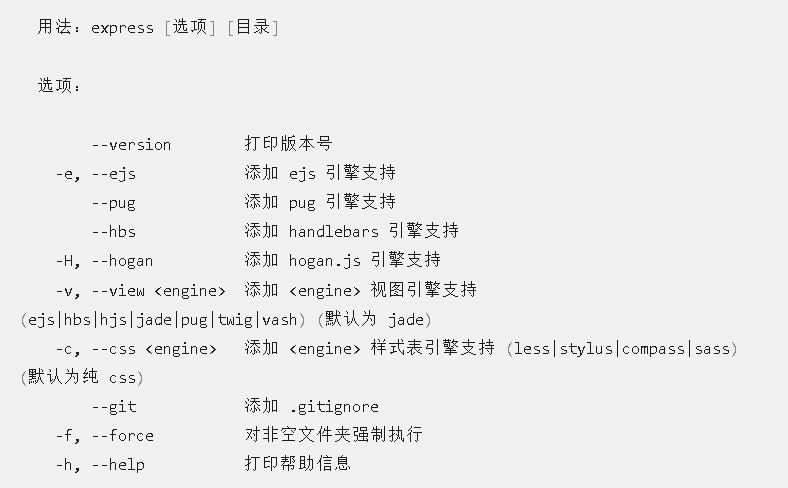 用法：express [选项] [目录]
选项：
--version 打印版本号
-e, --ejs 添加 ejs 引擎支持
--pug 添加 pug 引擎支持
--hbs 添加 handlebars 引擎支持
-H, --hogan 添加 hogan.js 引擎支持
-v, --view <engine> 添加 <engine> 视图引擎支持
(ejs|hbs|hjs|jade|pug|twig|vash) (默认为 jade)
-c, --css <engine> 添加 <engine> 样式表引擎支持 (less|stylus|compass|sass)
(默认为纯 css)
--git 添加 .gitignore
-f, --force 对非空文件夹强制执行
-h, --help 打印帮助信息